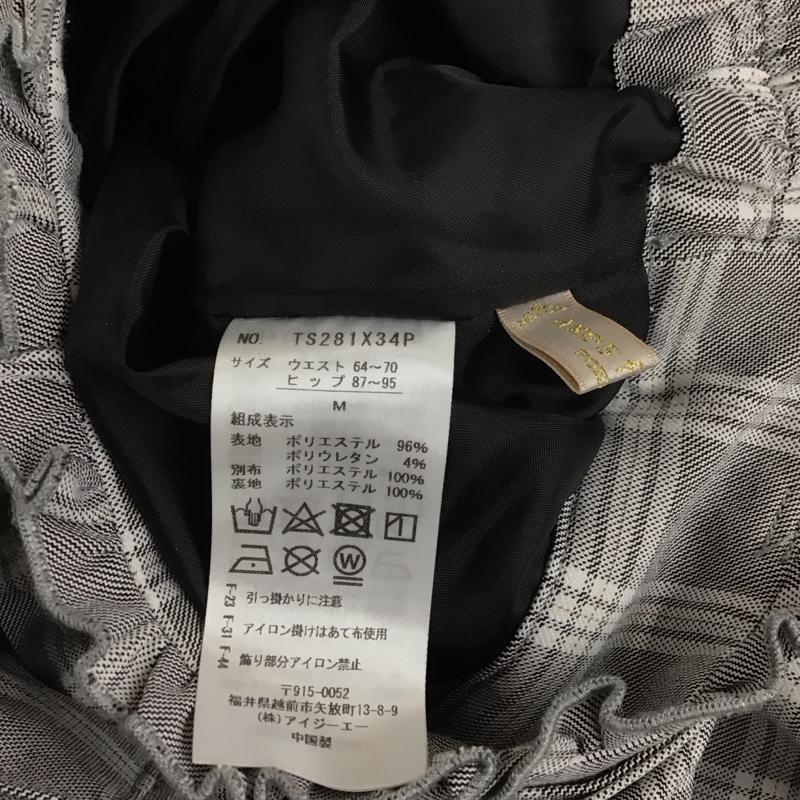 NO. TS281X34P
サイズ ウエスト 64〜70
ヒップ 87〜95
M
組成表示
表地 ポリエステル 96%
ポリウレタン 4%
別布 ポリエステル 100%
裏地 ポリエステル 100%
W
F-23 引っ掛かりに注意
F-31 アイロン掛けはあて布使用
F-44 飾り部分アイロン禁止
〒915-0052
福井県越前市矢放町13-8-9
(株)アイジーエー
中国製